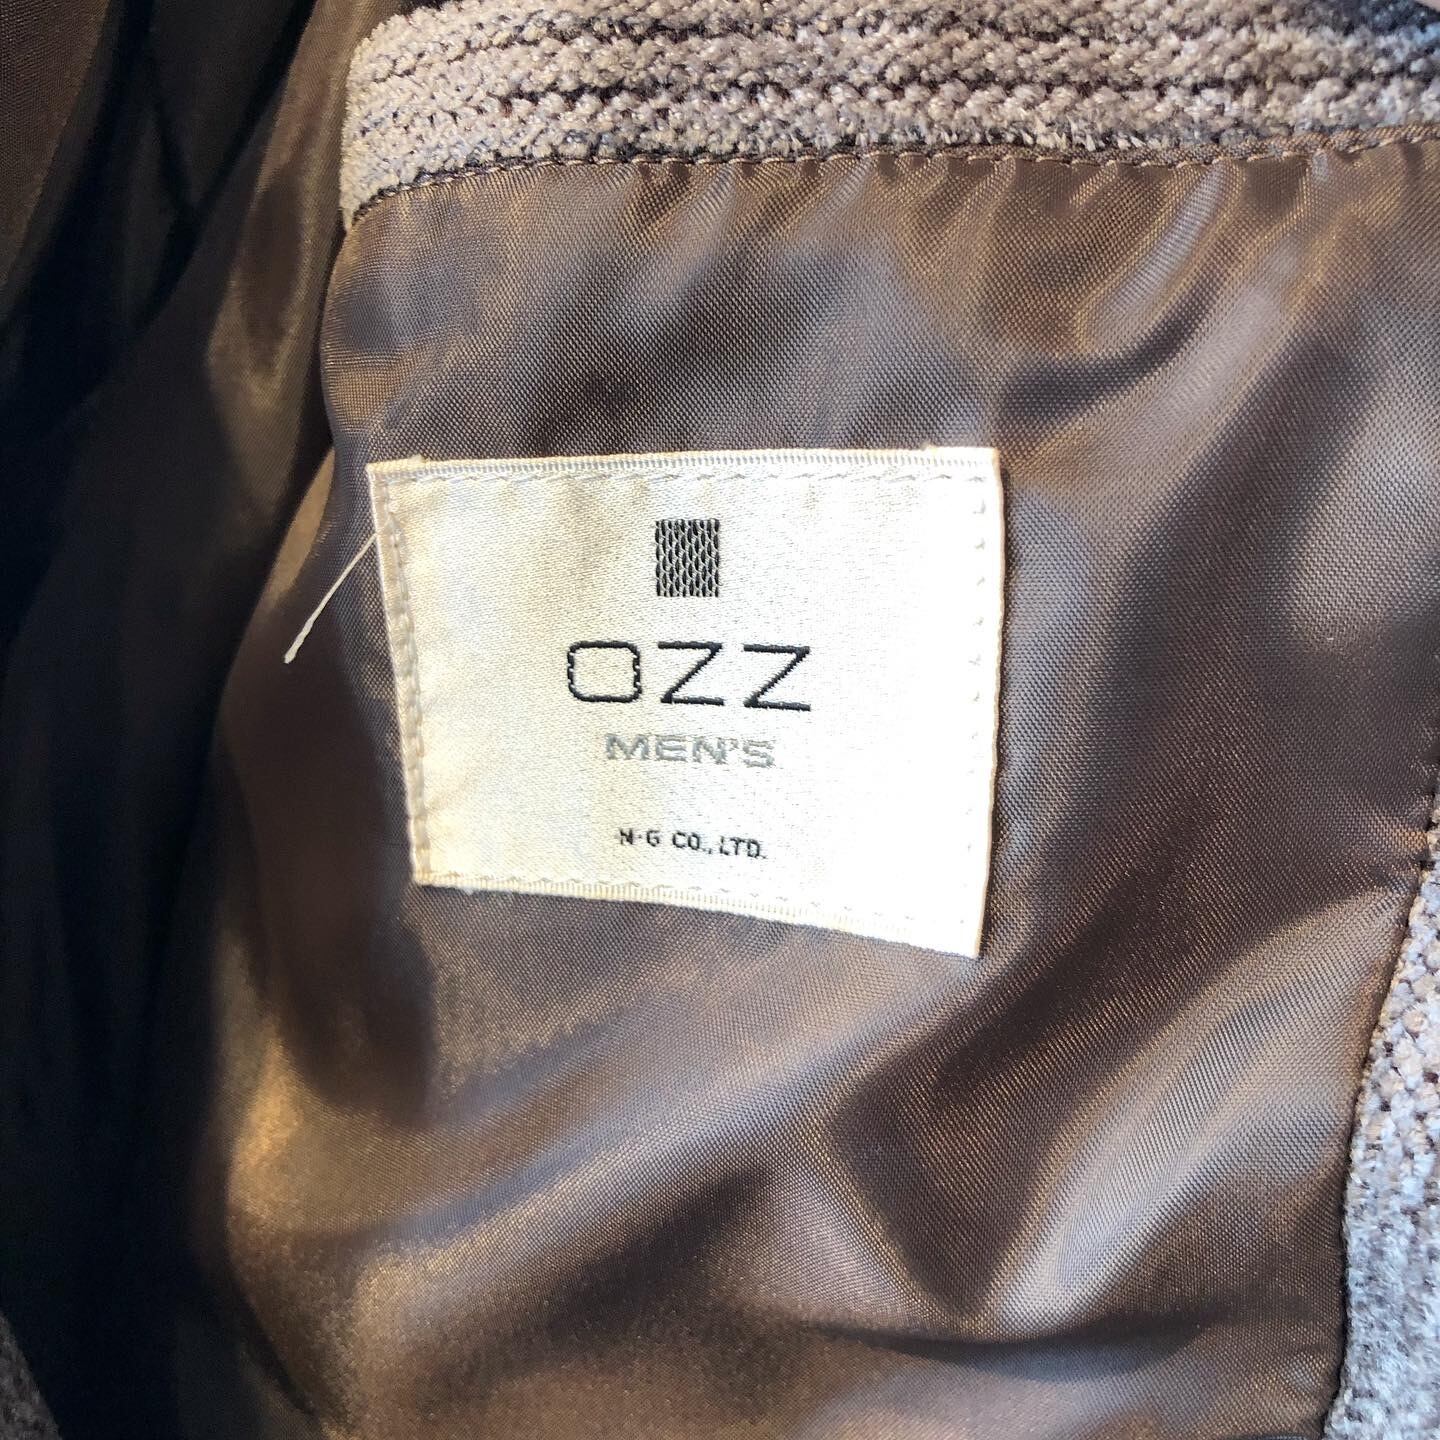 OZZ
MEN'S
N·G CO., LTD.